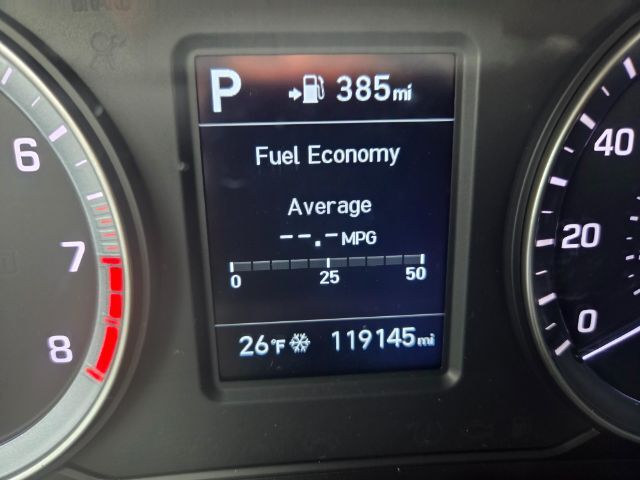 P 385mi
Fuel Economy
Average
--.- MPG
0 25 50
26°F 119145mi
6
7
8
40
20
0